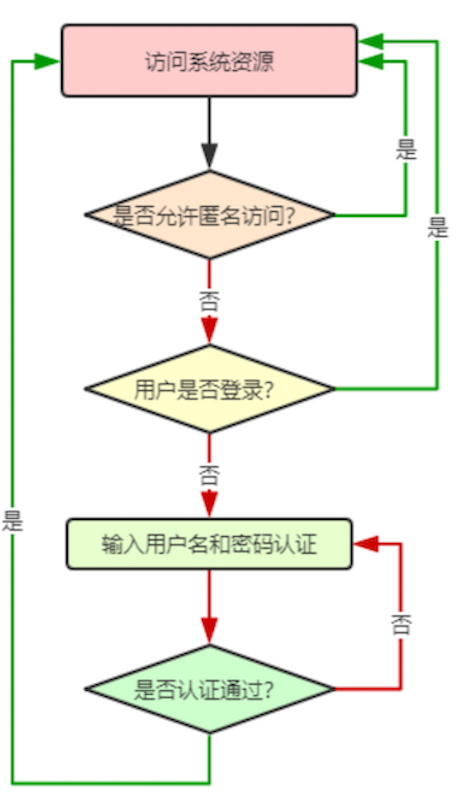 访问系统资源
是
是否允许匿名访问?
是
否
用户是否登录?
否
是
输入用户名和密码认证
否
是否认证通过?